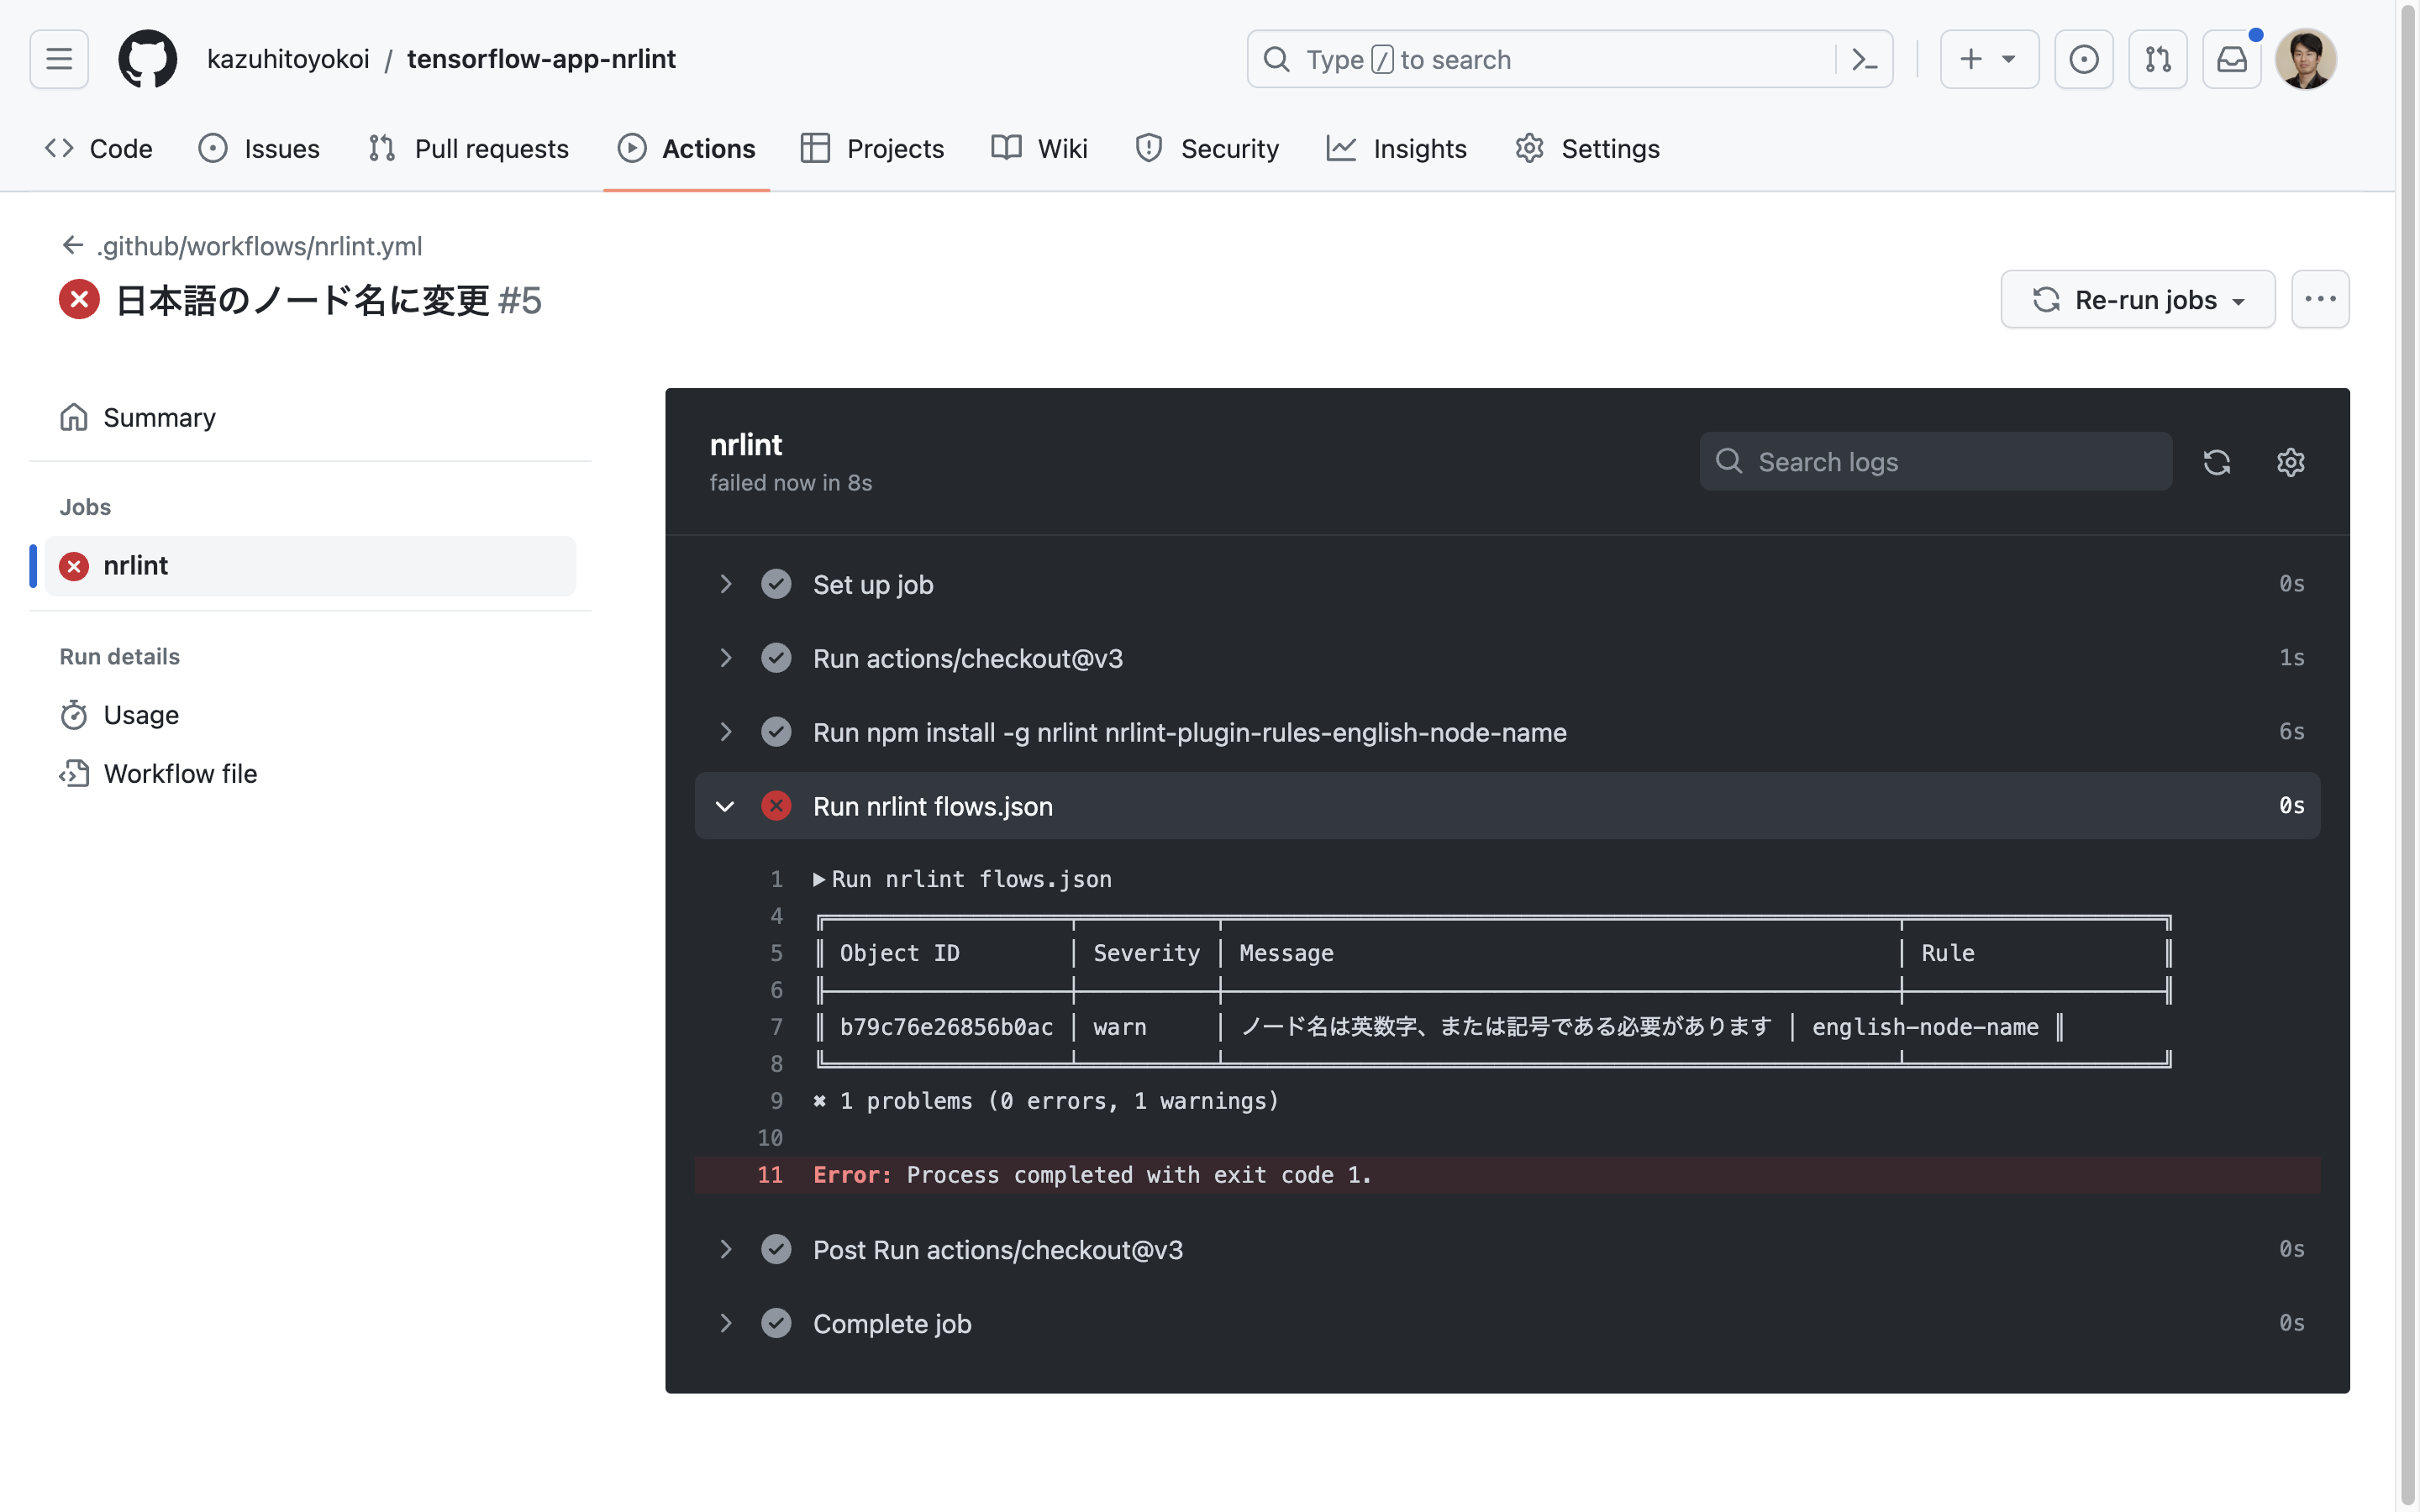 kazuhitoyokoi / tensorflow-app-nrlint
Type / to search
Code Issues Pull requests Actions Projects Wiki Security Insights Settings
.github/workflows/nrlint.yml
日本語のノード名に変更 #5
Re-run jobs
Summary
Jobs
nrlint
Run details
Usage
Workflow file
nrlint
failed now in 8s
Search logs
Set up job 0s
Run actions/checkout@v3 1s
Run npm install -g nrlint nrlint-plugin-rules-english-node-name 6s
Run nrlint flows.json 0s
1 Run nrlint flows.json
4
5 Object ID Severity Message Rule
6
7 b79c76e26856b0ac warn ノード名は英数字、または記号である必要があります english-node-name
8
9 ✖ 1 problems (0 errors, 1 warnings)
10
11 Error: Process completed with exit code 1.
Post Run actions/checkout@v3 0s
Complete job 0s